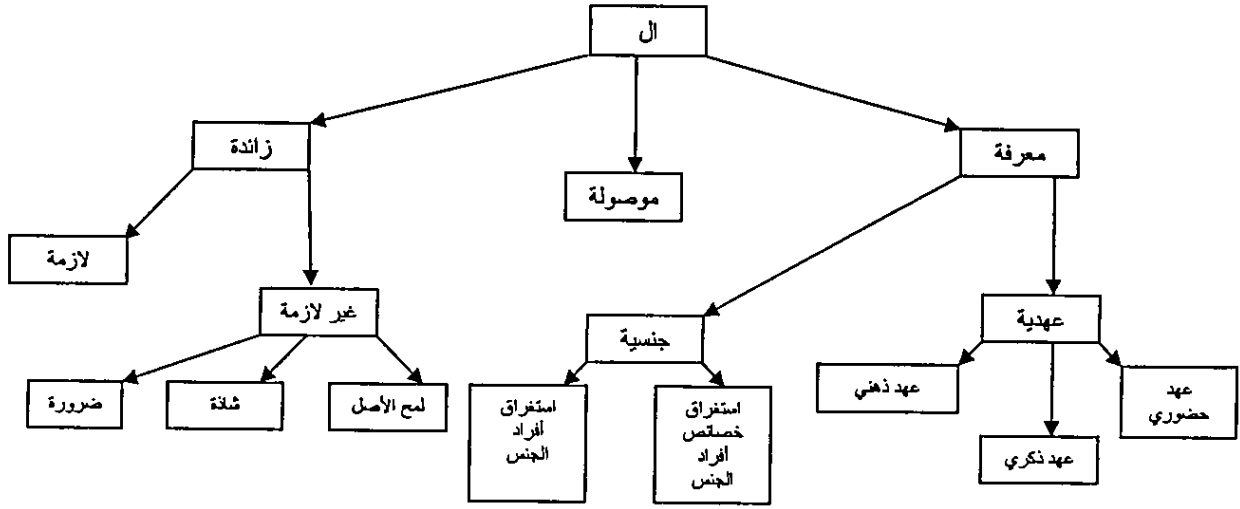 ال
معرفة
موصولة
زائدة
عهدية
جنسية
غير لازمة
لازمة
عهد
حضوري
عهد ذكري
عهد ذهني
استغراق
خصائص
أفراد
الجنس
استغراق
أفراد
الجنس
لمح الأصل
شاذة
ضرورة